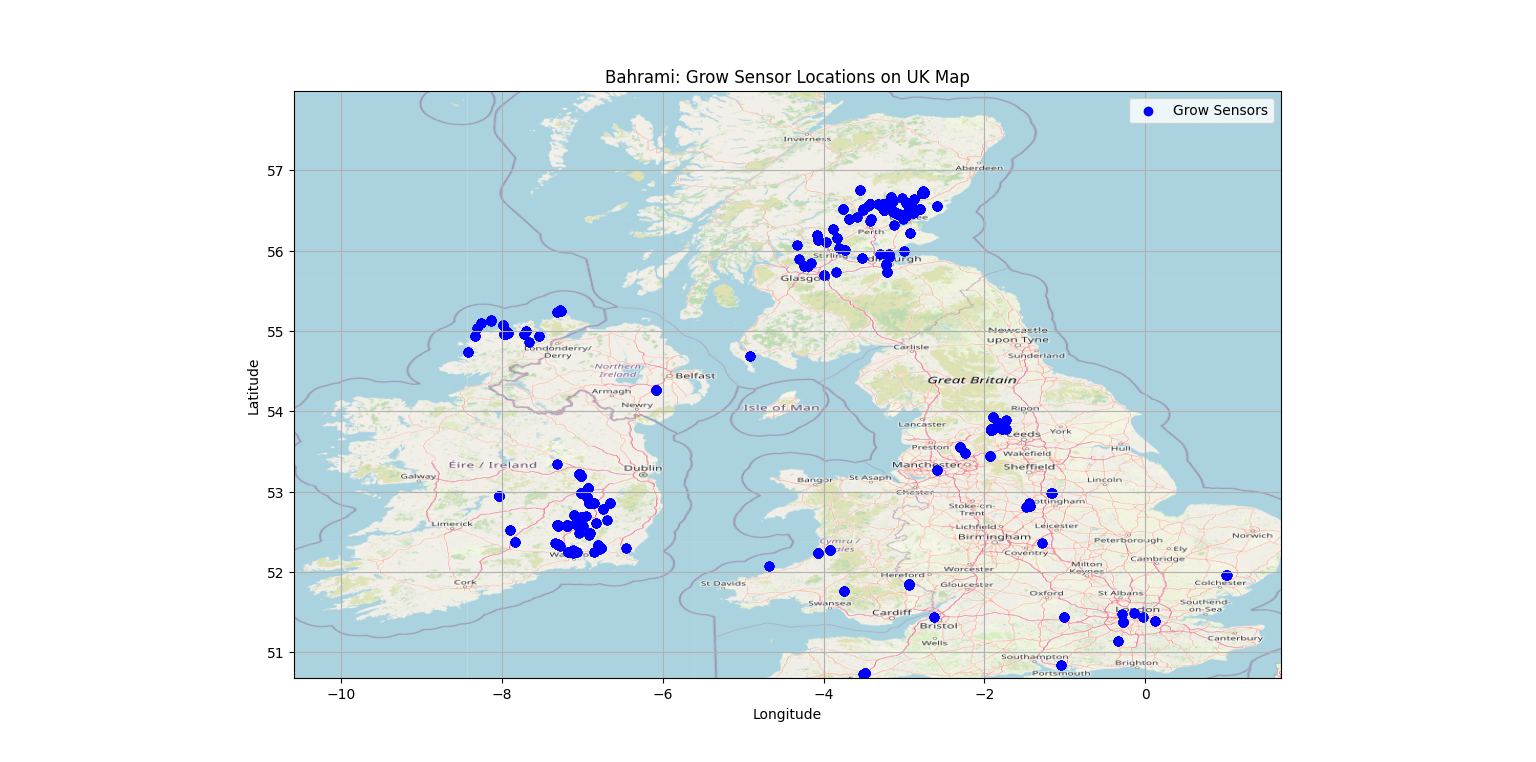 Bahrami: Grow Sensor Locations on UK Map
Grow Sensors
Inverness
57
Aberdeen
Perth
56
Stirling
Glasgow
55
Newcastle
upon Tyne
Londonderry/
Derry
Carlisle
Sunderland
Northern
Ireland
Belfast
Great Britain
Armagh
Newry
Isle of Man
Ripon
54
Lancaster
York
Leeds
Preston
Hull
Wakefield
Éire / Ireland
Dublin
Manchester
Sheffield
Galway
Bangor
St Asaph
Lincoln
53
Chester
Stoke-on-
Trent
Limerick
Lichfield
Leicester
Norwich
Birmingham
Peterborough
Cymru /
Ely
Coventry
Cambridge
52
Cork
St Davids
Hereford
Worcester
Milton
Keynes
Colchester
Gloucester
Oxford
St Albans
Swansea
Southend
-on-Sea
Cardiff
London
Bristol
Canterbury
Wells
51
Southampton
Brighton
Portsmouth
−10
−8
−6
−4
−2
0
Longitude
Latitude